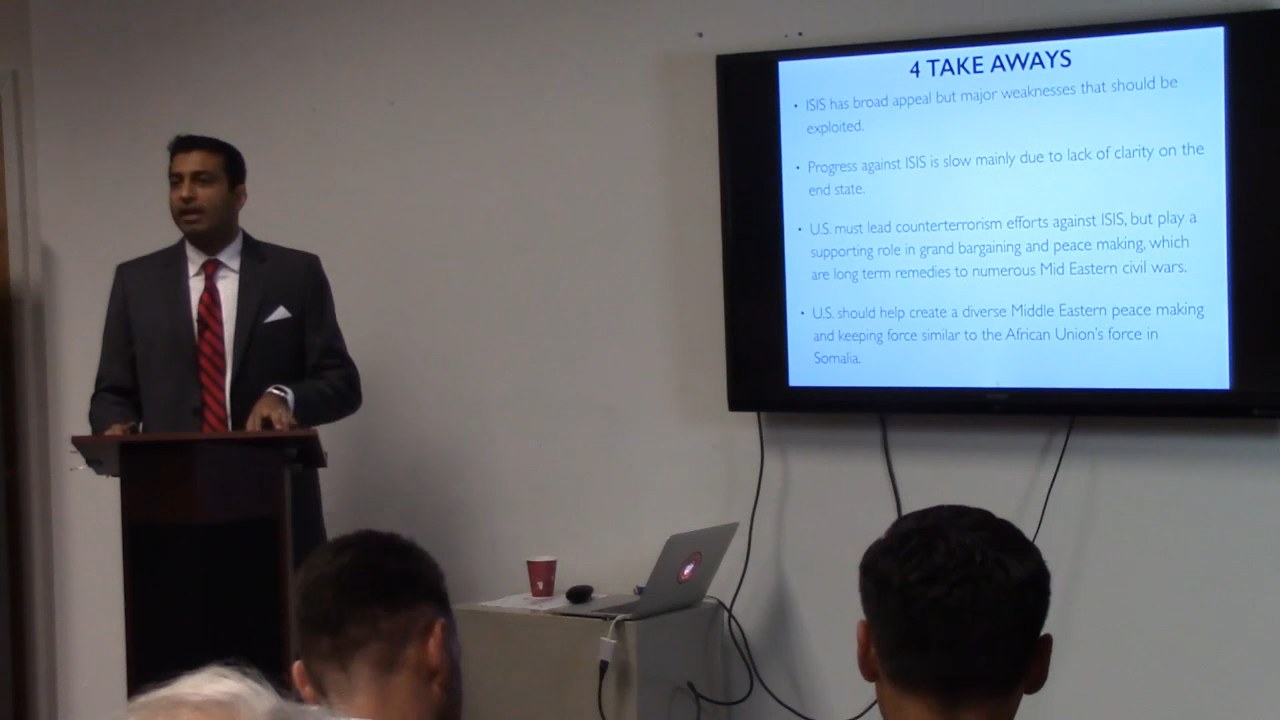 4 TAKE AWAYS
• ISIS has broad appeal but major weaknesses that should be
exploited.
• Progress against ISIS is slow mainly due to lack of clarity on the
end state.
• U.S. must lead counterterrorism efforts against ISIS, but play a
supporting role in grand bargaining and peace making, which
are long term remedies to numerous Mid Eastern civil wars.
• U.S. should help create a diverse Middle Eastern peace making
and keeping force similar to the African Union's force in
Somalia.